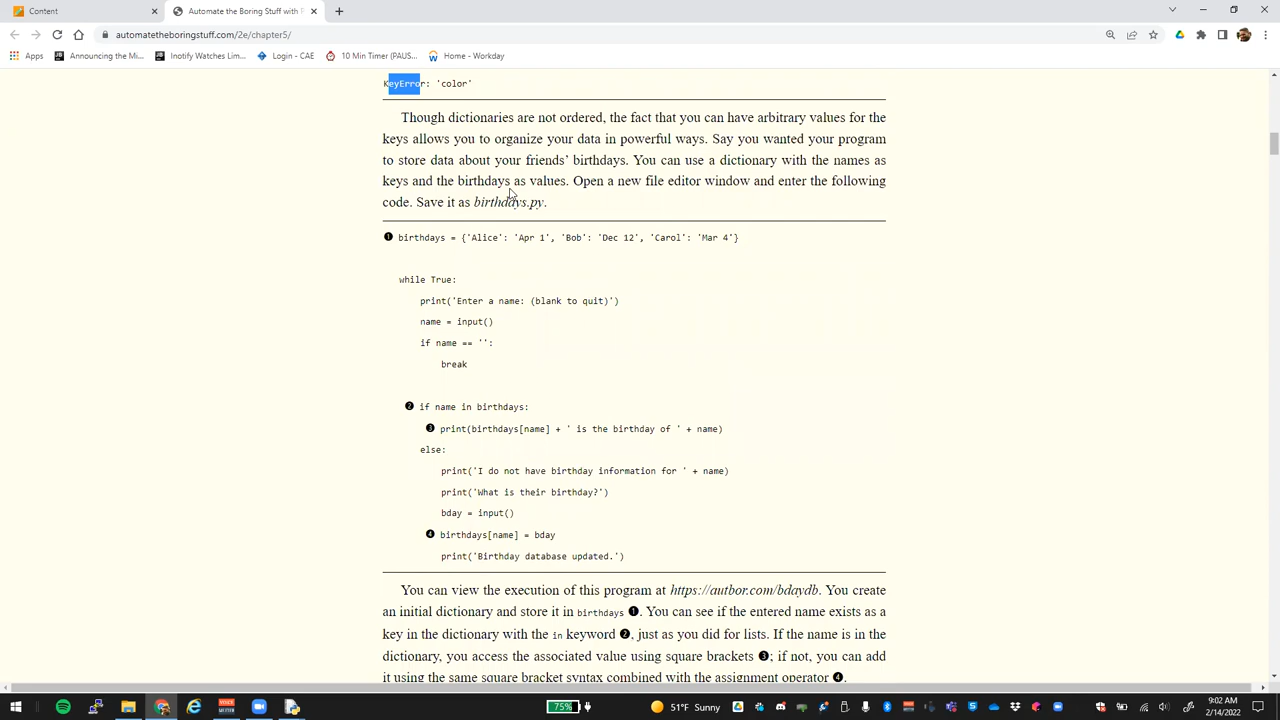 Content
Automate the Boring Stuff with P
automatetheboringstuff.com/2e/chapter5/
Apps
Announcing the Mi...
Inotify Watches Lim...
Login - CAE
10 Min Timer (PAUS...
Home - Workday
KeyError: 'color'
Though dictionaries are not ordered, the fact that you can have arbitrary values for the
keys allows you to organize your data in powerful ways. Say you wanted your program
to store data about your friends’ birthdays. You can use a dictionary with the names as
keys and the birthdays as values. Open a new file editor window and enter the following
code. Save it as birthdays.py.
❶ birthdays = {'Alice': 'Apr 1', 'Bob': 'Dec 12', 'Carol': 'Mar 4'}
while True:
print('Enter a name: (blank to quit)')
name = input()
if name == '':
break
❷ if name in birthdays:
❸ print(birthdays[name] + ' is the birthday of ' + name)
else:
print('I do not have birthday information for ' + name)
print('What is their birthday?')
bday = input()
❹ birthdays[name] = bday
print('Birthday database updated.')
You can view the execution of this program at https://autbor.com/bdaydb. You create
an initial dictionary and store it in birthdays ❶. You can see if the entered name exists as a
key in the dictionary with the in keyword ❷, just as you did for lists. If the name is in the
dictionary, you access the associated value using square brackets ❸; if not, you can add
it using the same square bracket syntax combined with the assignment operator ❹.
75%
51°F Sunny
9:02 AM
2/14/2022